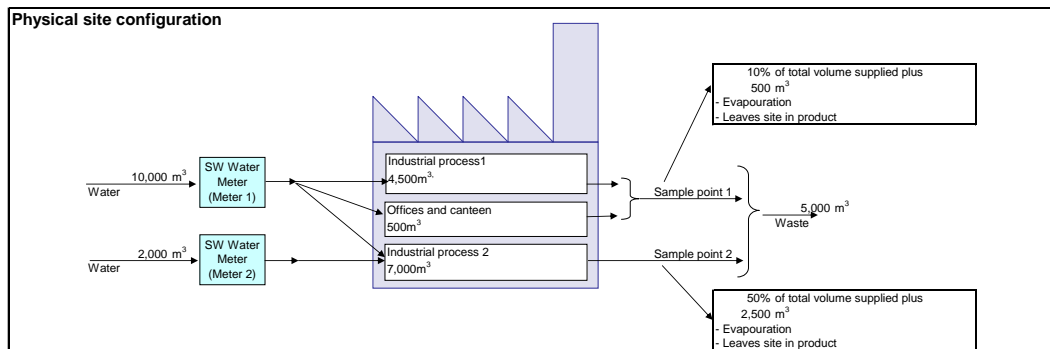 Physical site configuration
10% of total volume supplied plus
500 m³
- Evapouration
- Leaves site in product
10,000 m³
Water
SW Water
Meter
(Meter 1)
Industrial process1
4,500m³·
Sample point 1
Offices and canteen
500m³
5,000 m³
Waste
2,000 m³
Water
SW Water
Meter
(Meter 2)
Industrial process 2
7,000m³
Sample point 2
50% of total volume supplied plus
2,500 m³
- Evapouration
- Leaves site in product